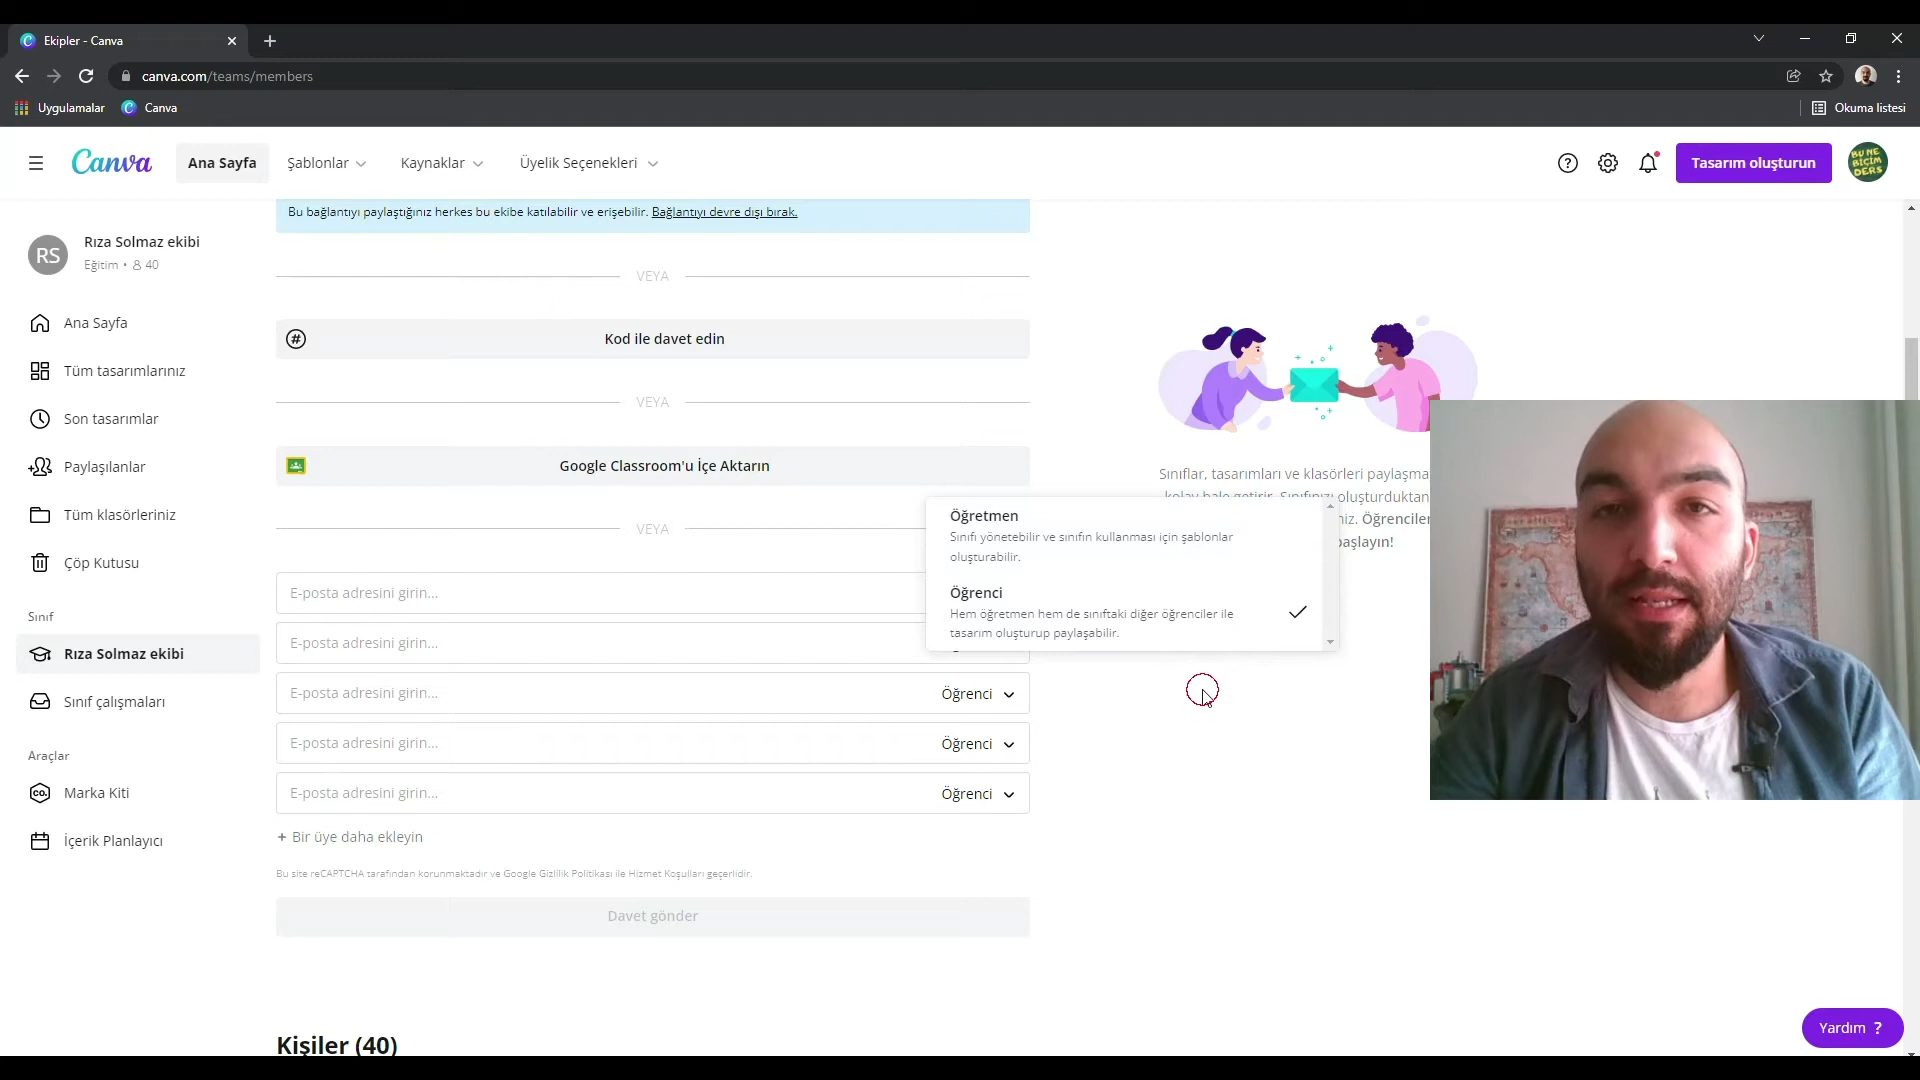 Ekipler - Canva
canva.com/teams/members
Uygulamalar
Canva
Okuma listesi
Canva
Ana Sayfa
Şablonlar
Kaynaklar
Üyelik Seçenekleri
Tasarım oluşturun
BU NE
BİÇİM
DERS
RS
Rıza Solmaz ekibi
Eğitim • 40
Ana Sayfa
Tüm tasarımlarınız
Son tasarımlar
Paylaşılanlar
Tüm klasörleriniz
Çöp Kutusu
Sınıf
Rıza Solmaz ekibi
Sınıf çalışmaları
Araçlar
CO.
Marka Kiti
İçerik Planlayıcı
Bu bağlantıyı paylaştığınız herkes bu ekibe katılabilir ve erişebilir. Bağlantıyı devre dışı bırak.
VEYA
Kod ile davet edin
VEYA
Google Classroom'u İçe Aktarın
VEYA
E-posta adresini girin...
E-posta adresini girin...
E-posta adresini girin... Öğrenci
E-posta adresini girin... Öğrenci
E-posta adresini girin... Öğrenci
+ Bir üye daha ekleyin
Bu site reCAPTCHA tarafından korunmaktadır ve Google Gizlilik Politikası ile Hizmet Koşulları geçerlidir.
Davet gönder
Kişiler (40)
Öğretmen
Sınıfı yönetebilir ve sınıfın kullanması için şablonlar
oluşturabilir.
Öğrenci
Hem öğretmen hem de sınıftaki diğer öğrenciler ile
tasarım oluşturup paylaşabilir.
Sınıflar, tasarımları ve klasörleri paylaşma
kolay hale getirir. Sınıfınızı oluşturduktan
niz. Öğrenciler
başlayın!
Yardım ?